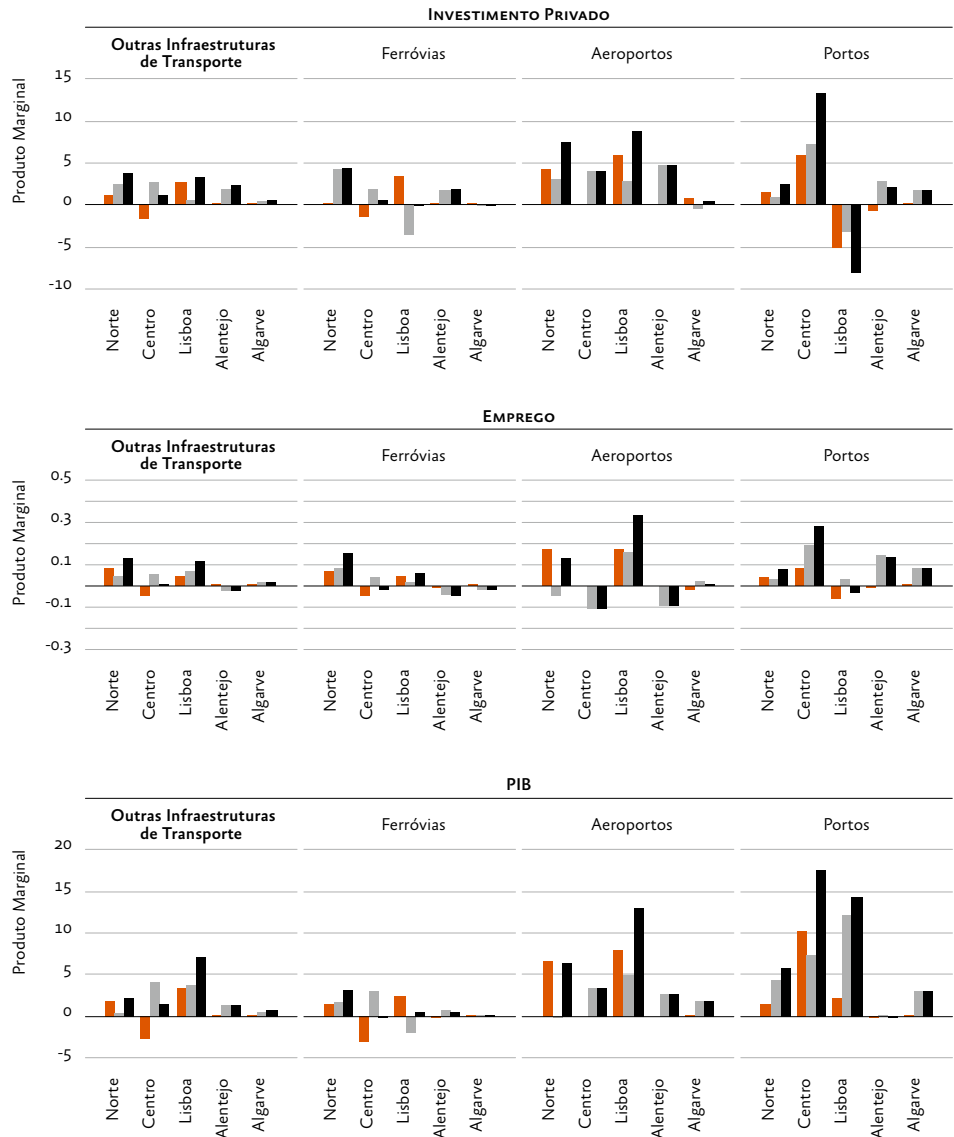 Investimento Privado
Outras Infraestruturas
de Transporte
Ferróvias
Aeroportos
Portos
Produto Marginal
15
10
5
0
-5
-10
Norte
Centro
Lisboa
Alentejo
Algarve
Norte
Centro
Lisboa
Alentejo
Algarve
Norte
Centro
Lisboa
Alentejo
Algarve
Norte
Centro
Lisboa
Alentejo
Algarve
Emprego
Outras Infraestruturas
de Transporte
Ferróvias
Aeroportos
Portos
Produto Marginal
0.5
0.3
0.1
-0.1
-0.3
Norte
Centro
Lisboa
Alentejo
Algarve
Norte
Centro
Lisboa
Alentejo
Algarve
Norte
Centro
Lisboa
Alentejo
Algarve
Norte
Centro
Lisboa
Alentejo
Algarve
PIB
Outras Infraestruturas
de Transporte
Ferróvias
Aeroportos
Portos
Produto Marginal
20
15
10
5
0
-5
Norte
Centro
Lisboa
Alentejo
Algarve
Norte
Centro
Lisboa
Alentejo
Algarve
Norte
Centro
Lisboa
Alentejo
Algarve
Norte
Centro
Lisboa
Alentejo
Algarve